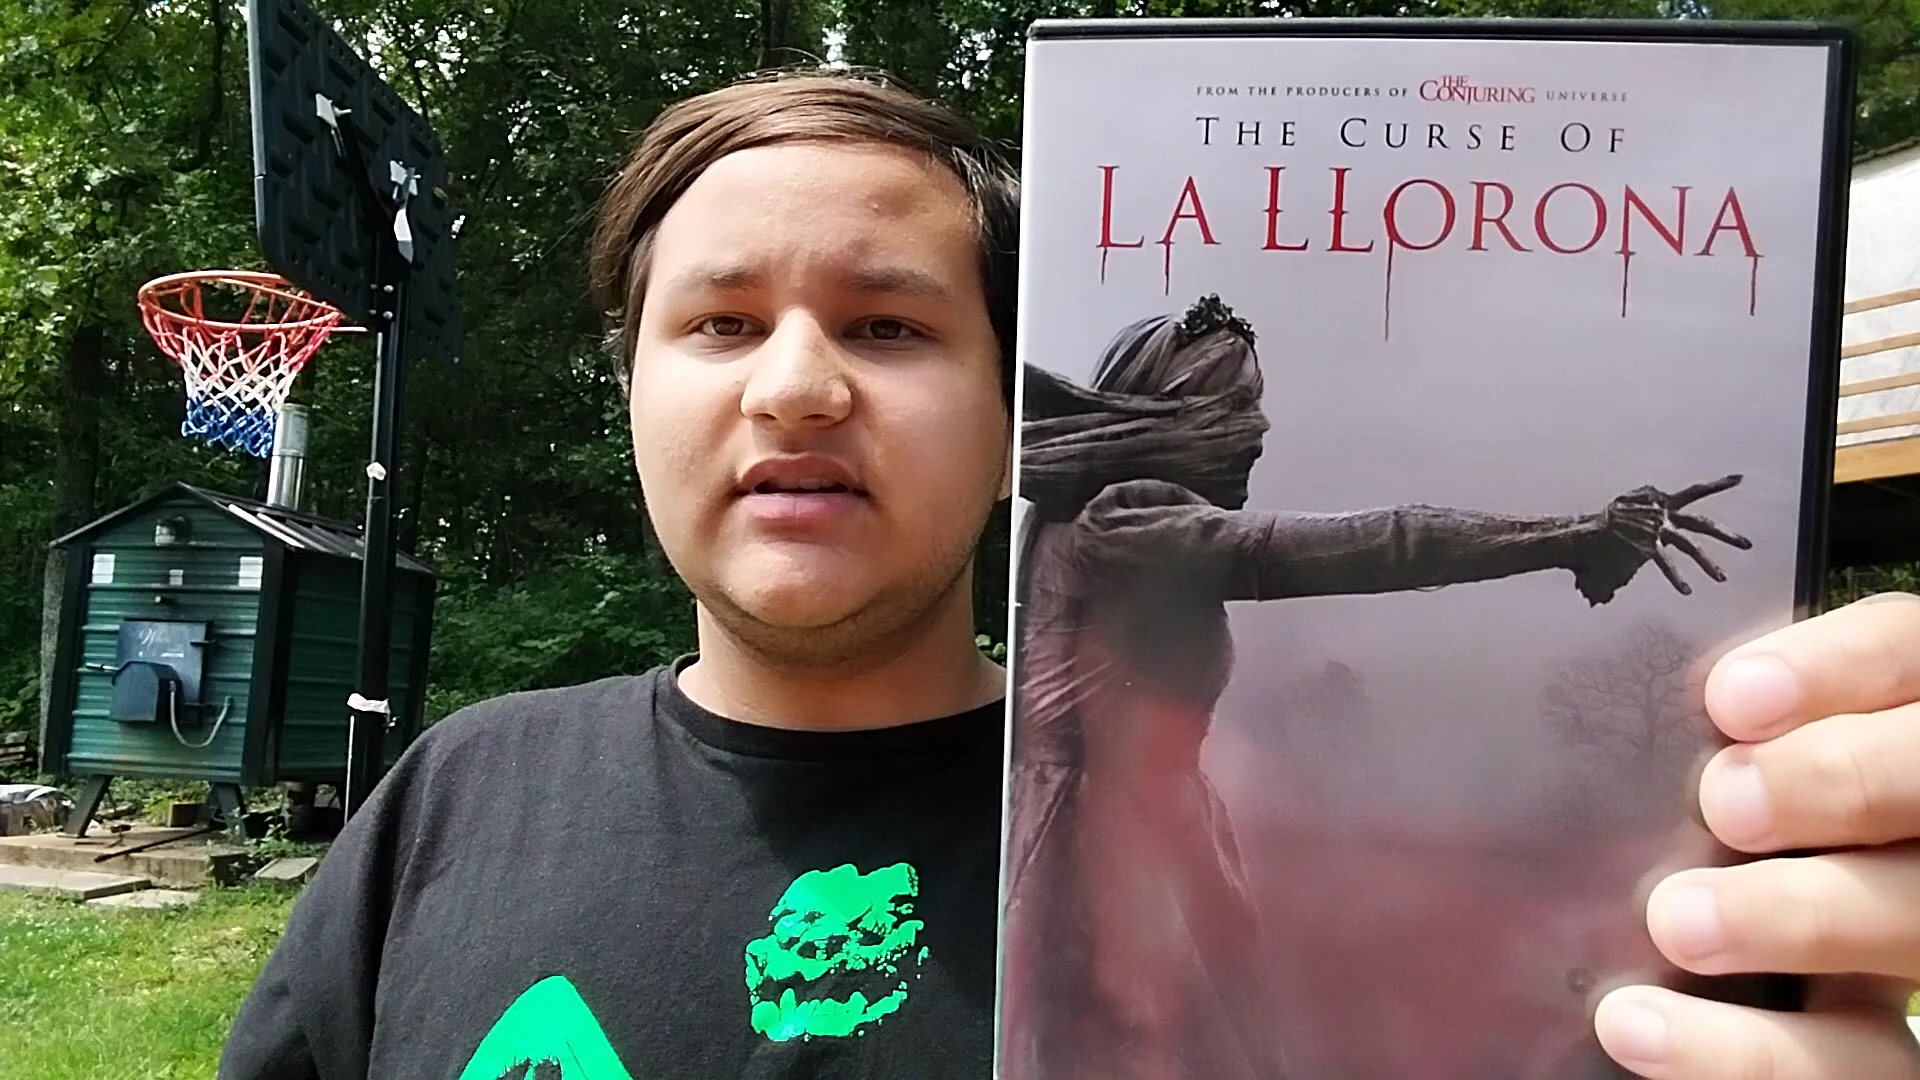 FROM THE PRODUCERS OF THE CONJURING UNIVERSE
THE CURSE OF
LA LLORONA